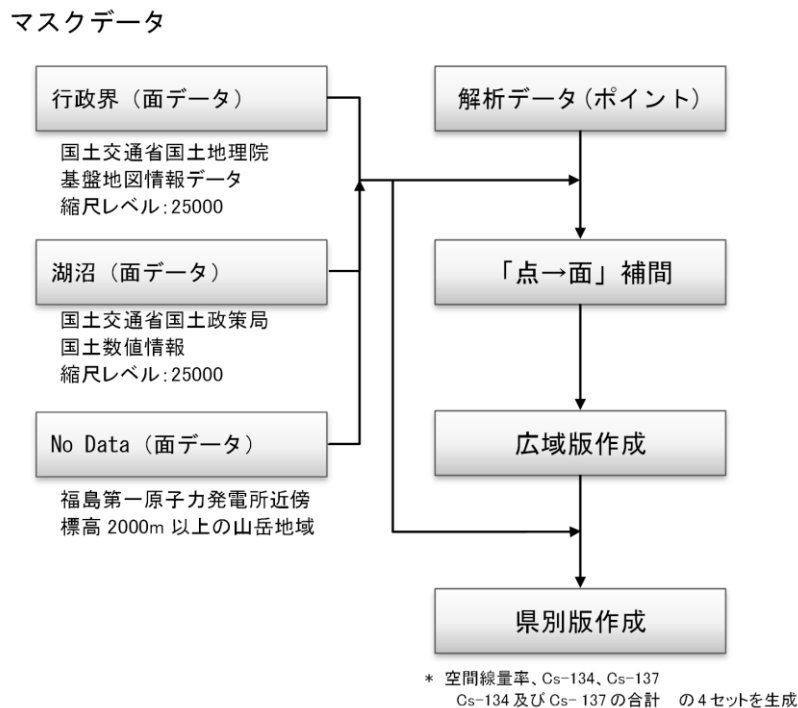 マスクデータ
行政界（面データ）
国土交通省国土地理院
基盤地図情報データ
縮尺レベル:25000
湖沼（面データ）
国土交通省国土政策局
国土数値情報
縮尺レベル:25000
No Data（面データ）
福島第一原子力発電所近傍
標高 2000m 以上の山岳地域
解析データ(ポイント)
「点→面」補間
広域版作成
県別版作成
* 空間線量率、Cs-134、Cs-137
Cs-134 及び Cs- 137 の合計　の 4 セットを生成